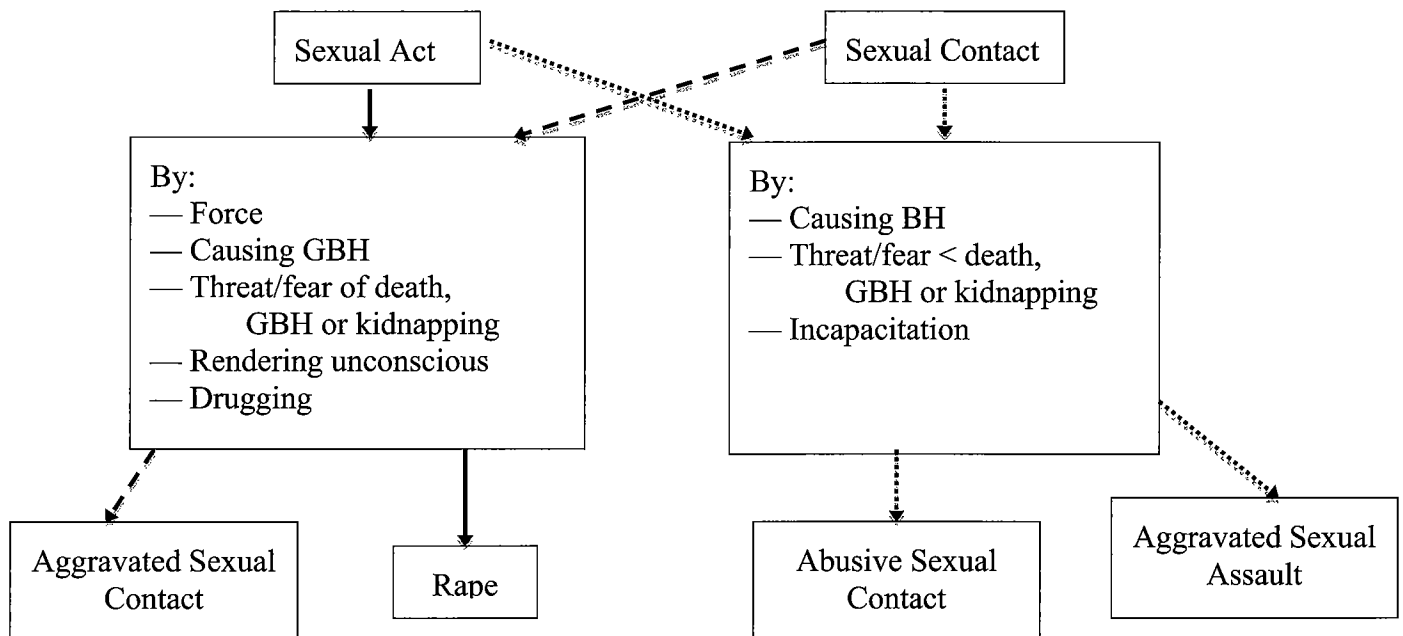 Sexual Act
Sexual Contact
By:
— Force
— Causing GBH
— Threat/fear of death,
GBH or kidnapping
— Rendering unconscious
— Drugging
By:
— Causing BH
— Threat/fear < death,
GBH or kidnapping
— Incapacitation
Aggravated Sexual
Contact
Rape
Abusive Sexual
Contact
Aggravated Sexual
Assault